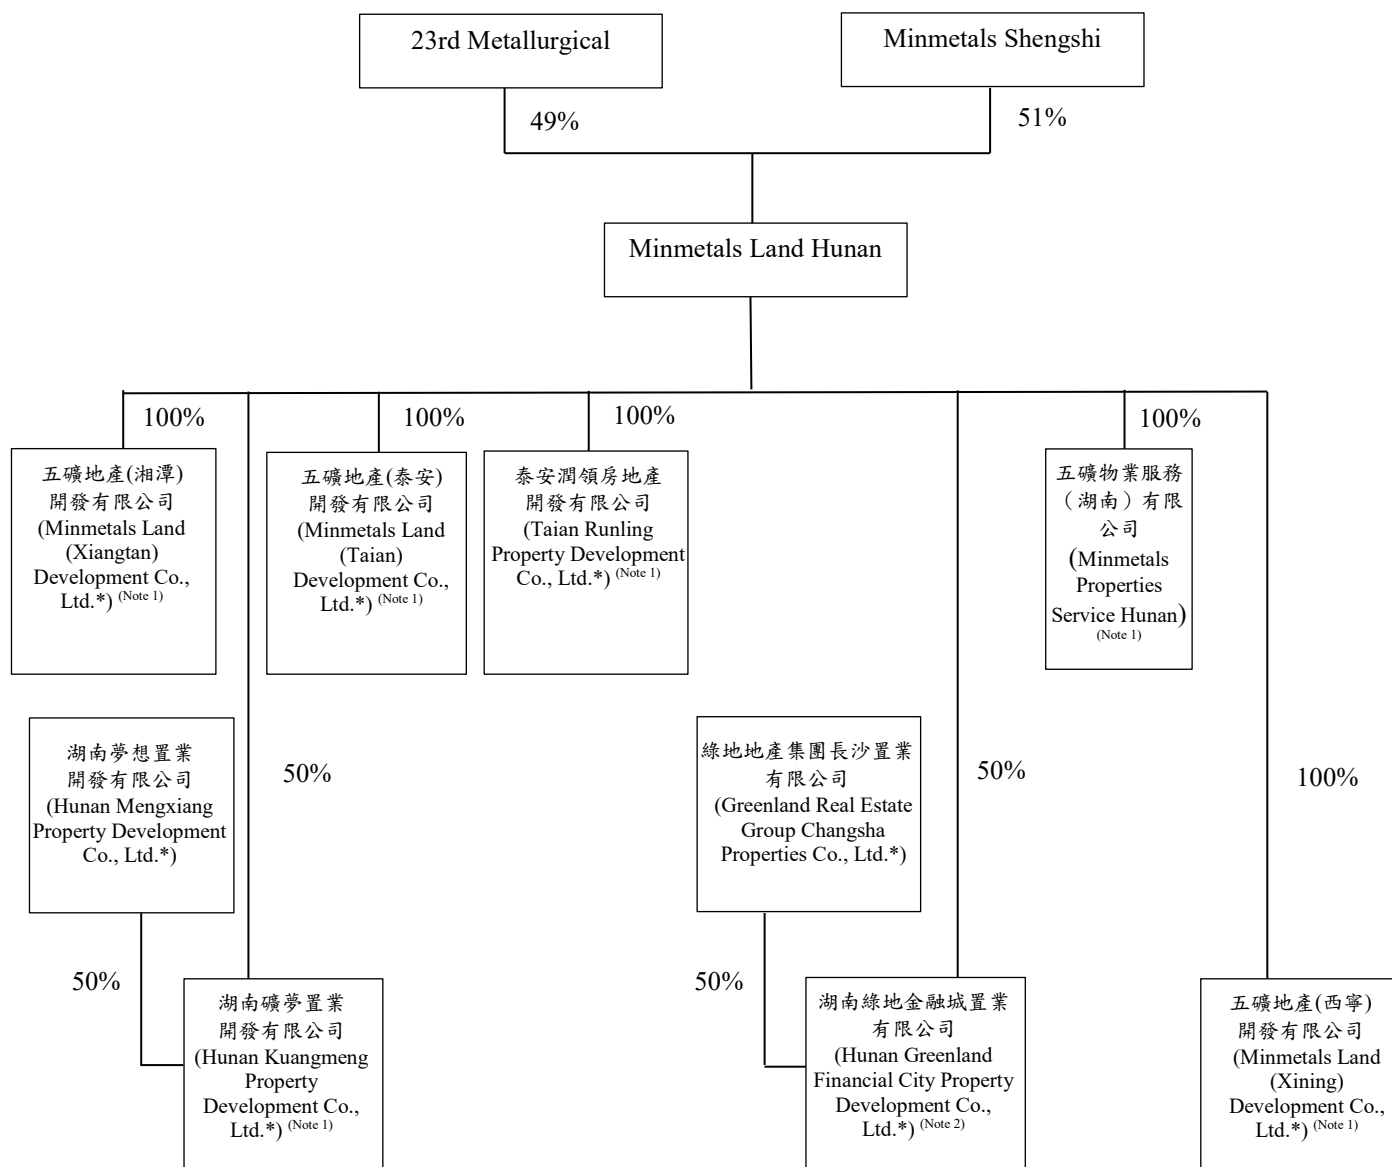 23rd Metallurgical
Minmetals Shengshi
49%
51%
Minmetals Land Hunan
100%
100%
100%
100%
五礦地產(湘潭)
開發有限公司
(Minmetals Land
(Xiangtan)
Development Co.,
Ltd.*) (Note 1)
五礦地產(泰安)
開發有限公司
(Minmetals Land
(Taian)
Development Co.,
Ltd.*) (Note 1)
泰安潤領房地產
開發有限公司
(Taian Runling
Property Development
Co., Ltd.*) (Note 1)
五礦物業服務
（湖南）有限
公司
(Minmetals
Properties
Service Hunan)
(Note 1)
湖南夢想置業
開發有限公司
(Hunan Mengxiang
Property Development
Co., Ltd.*)
50%
綠地地產集團長沙置業
有限公司
(Greenland Real Estate
Group Changsha
Properties Co., Ltd.*)
50%
100%
50%
湖南礦夢置業
開發有限公司
(Hunan Kuangmeng
Property
Development Co.,
Ltd.*) (Note 1)
50%
湖南綠地金融城置業
有限公司
(Hunan Greenland
Financial City Property
Development Co.,
Ltd.*) (Note 2)
五礦地產(西寧)
開發有限公司
(Minmetals Land
(Xining)
Development Co.,
Ltd.*) (Note 1)